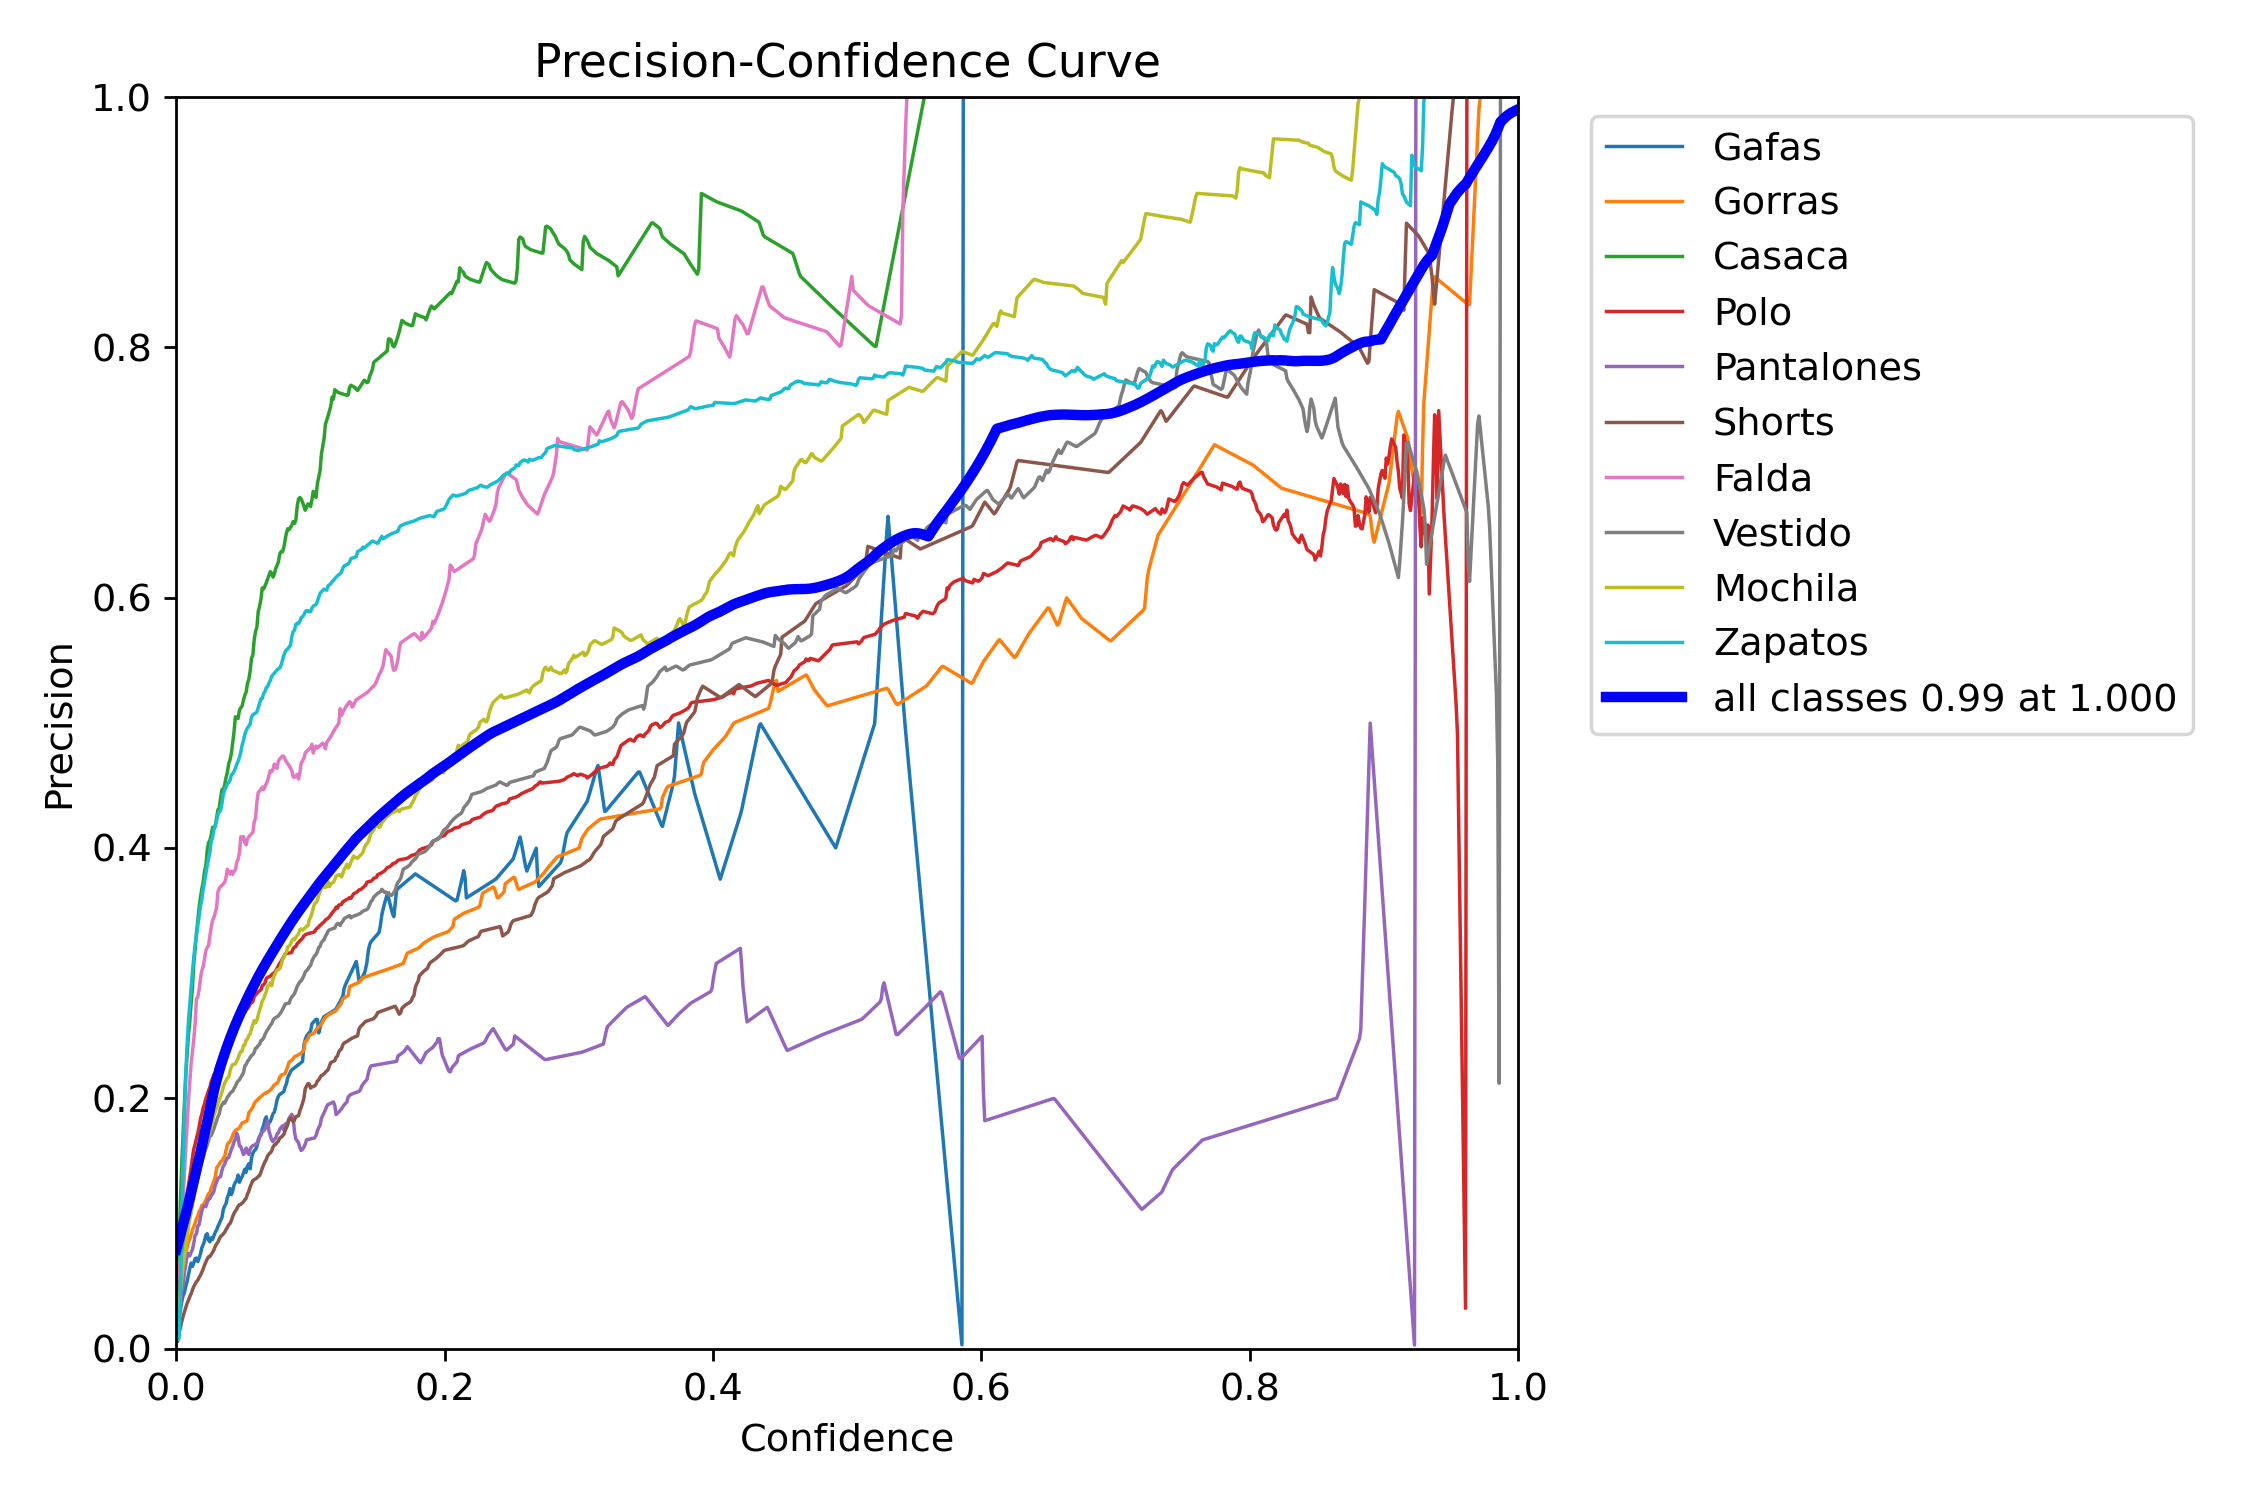 Precision-Confidence Curve
1.0
0.8
0.6
0.4
0.2
0.0
Precision
0.0 0.2 0.4 0.6 0.8 1.0
Confidence
Gafas
Gorras
Casaca
Polo
Pantalones
Shorts
Falda
Vestido
Mochila
Zapatos
all classes 0.99 at 1.000